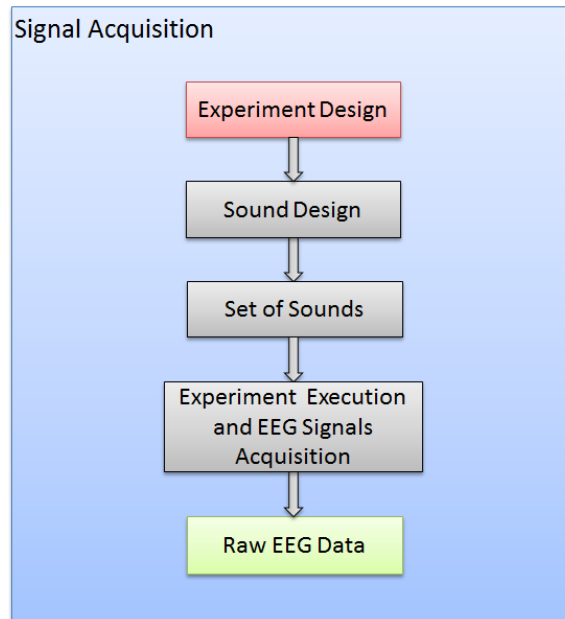 Signal Acquisition
Experiment Design
Sound Design
Set of Sounds
Experiment Execution
and EEG Signals
Acquisition
Raw EEG Data